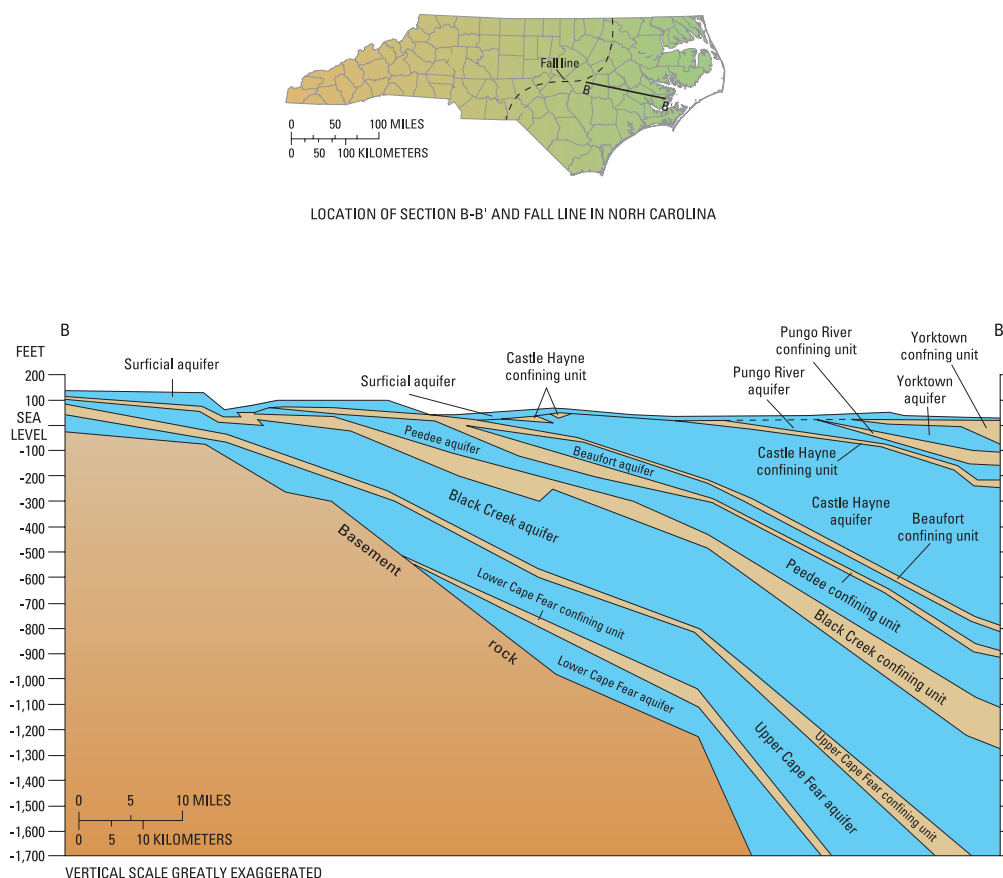 Fall line
B
B'
0 50 100 MILES
0 50 100 KILOMETERS
LOCATION OF SECTION B-B' AND FALL LINE IN NORH CAROLINA
B
B
FEET
200
100
SEA
LEVEL
-100
-200
-300
-400
-500
-600
-700
-800
-900
-1,000
-1,100
-1,200
-1,300
-1,400
-1,500
-1,600
-1,700
Surficial aquifer
Surficial aquifer
Castle Hayne
confining unit
Pungo River
confining unit
Pungo River
aquifer
Yorktown
confning unit
Yorktown
aquifer
Peedee aquifer
Beaufort aquifer
Castle Hayne
confining unit
Castle Hayne
aquifer
Beaufort
confining unit
Black Creek aquifer
Peedee confining unit
Basement
rock
Lower Cape Fear confining unit
Black Creek confining unit
Lower Cape Fear aquifer
Upper Cape Fear aquifer
Upper Cape Fear confining unit
0 5 10 MILES
0 5 10 KILOMETERS
VERTICAL SCALE GREATLY EXAGGERATED